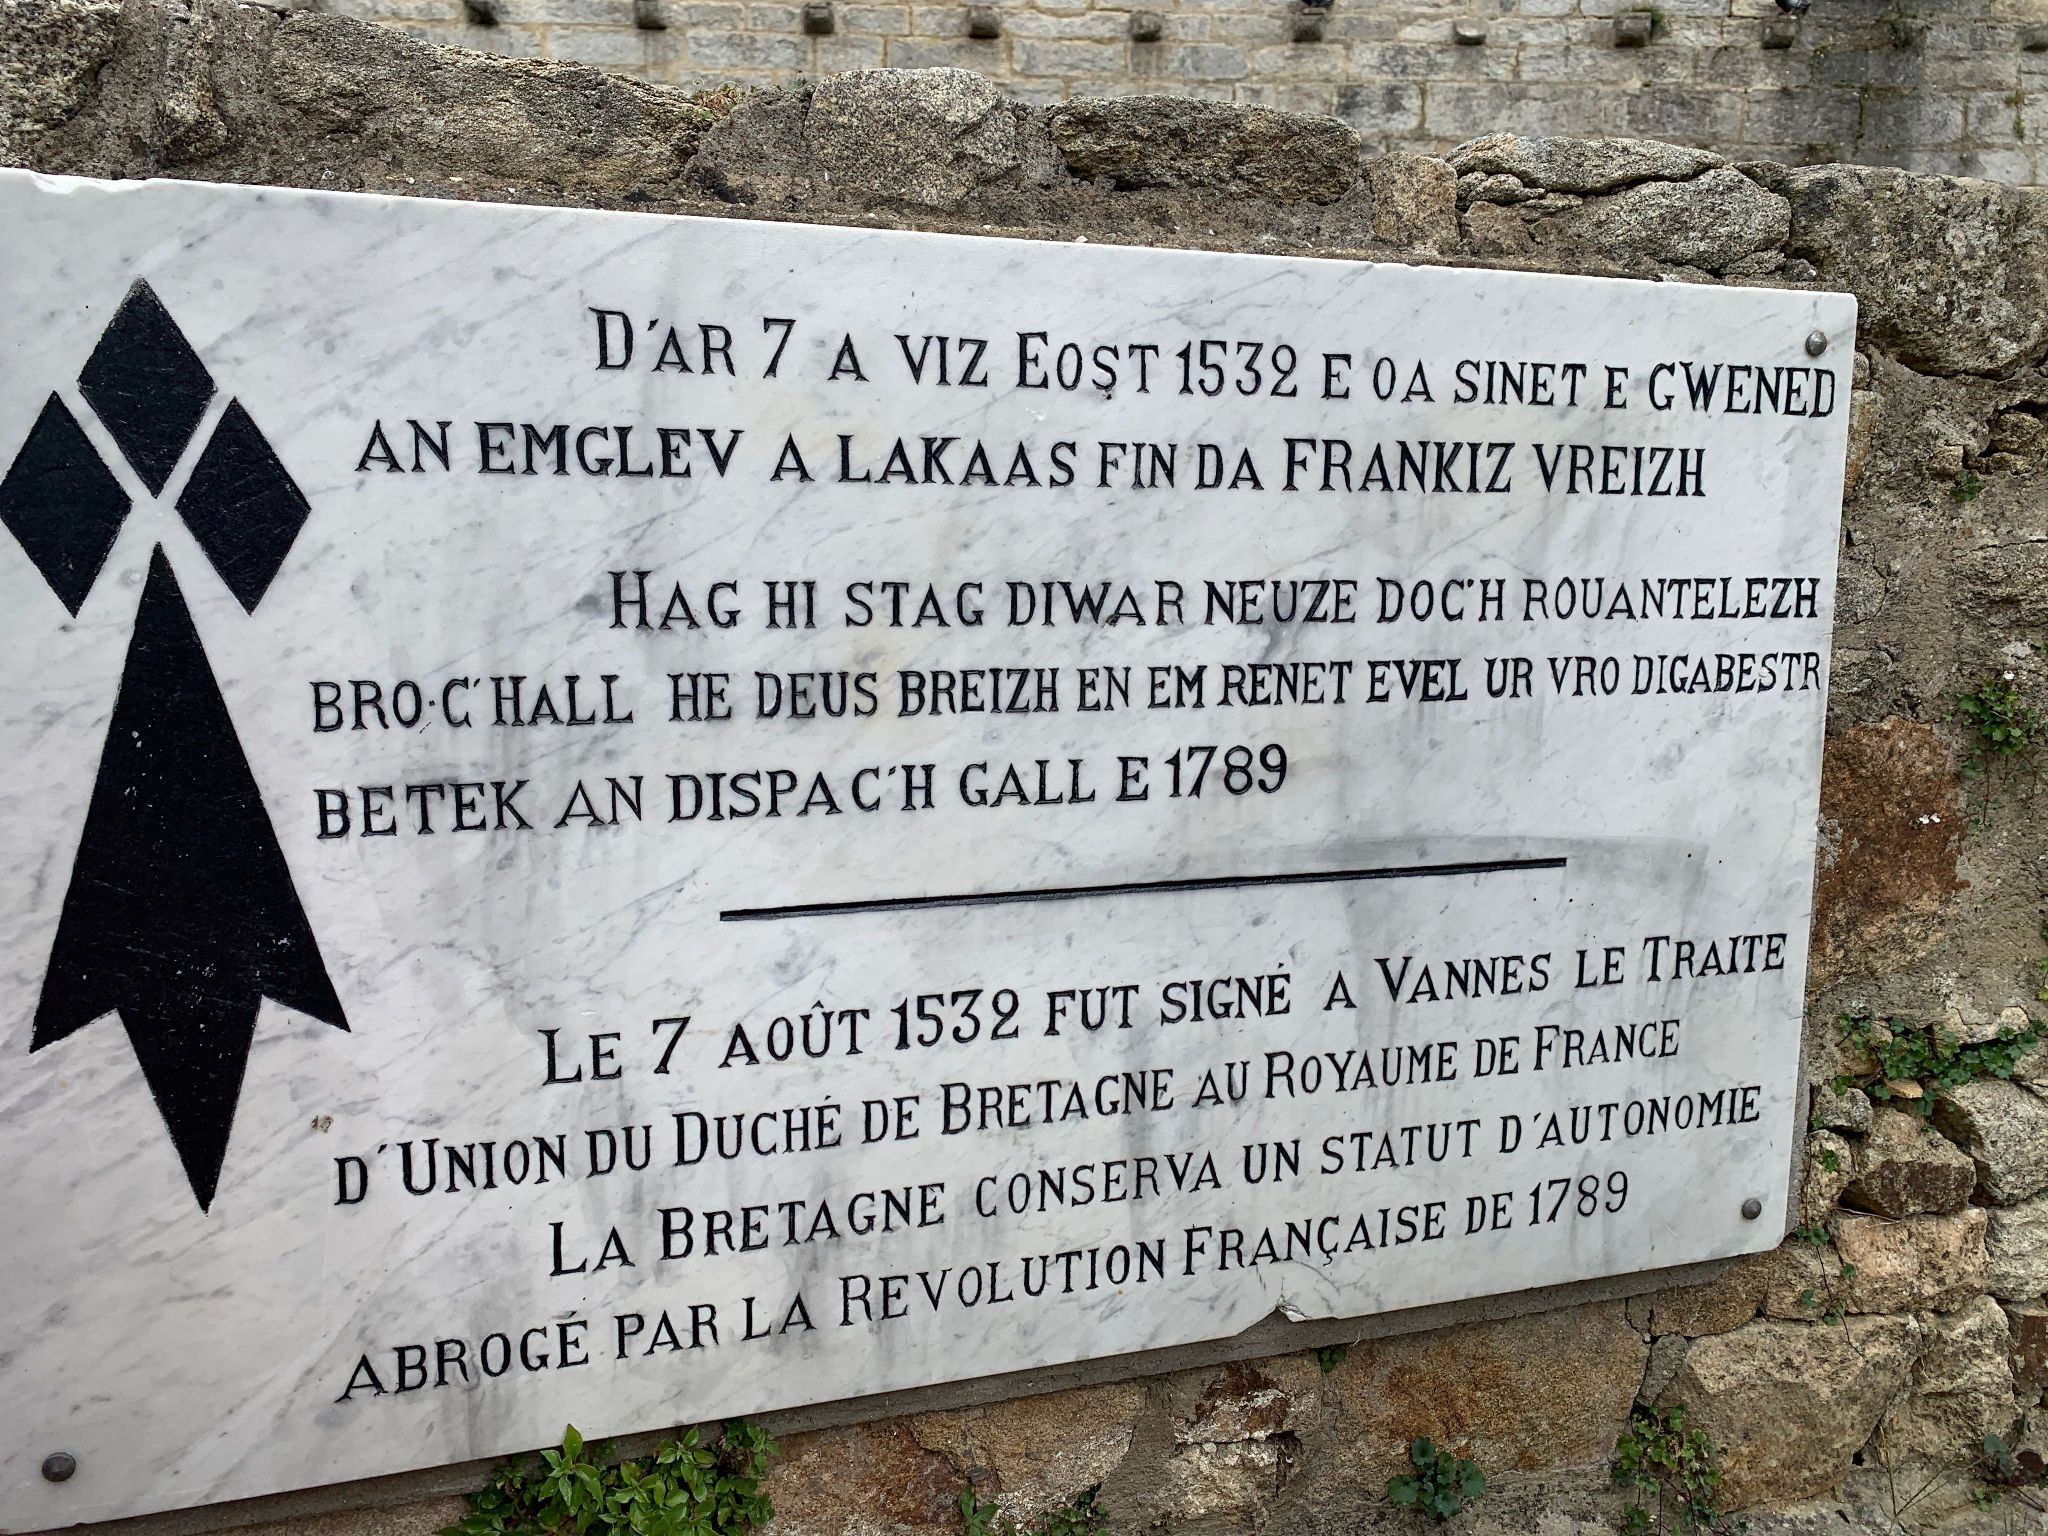 D'AR 7 A VIZ EOST 1532 E OA SINET E GWENED
AN EMGLEV A LAKAAS FIN DA FRANKIZ VREIZH
HAG HI STAG DIWAR NEUZE DOC'H ROUANTELEZH
BRO·C'HALL HE DEUS BREIZH EN EM RENET EVEL UR VRO DIGABESTR
BETEK AN DISPAC'H GALL E 1789
LE 7 AOÛT 1532 FUT SIGNÉ A VANNES LE TRAITE
D'UNION DU DUCHÉ DE BRETAGNE AU ROYAUME DE FRANCE
LA BRETAGNE CONSERVA UN STATUT D'AUTONOMIE
ABROGÉ PAR LA REVOLUTION FRANÇAISE DE 1789